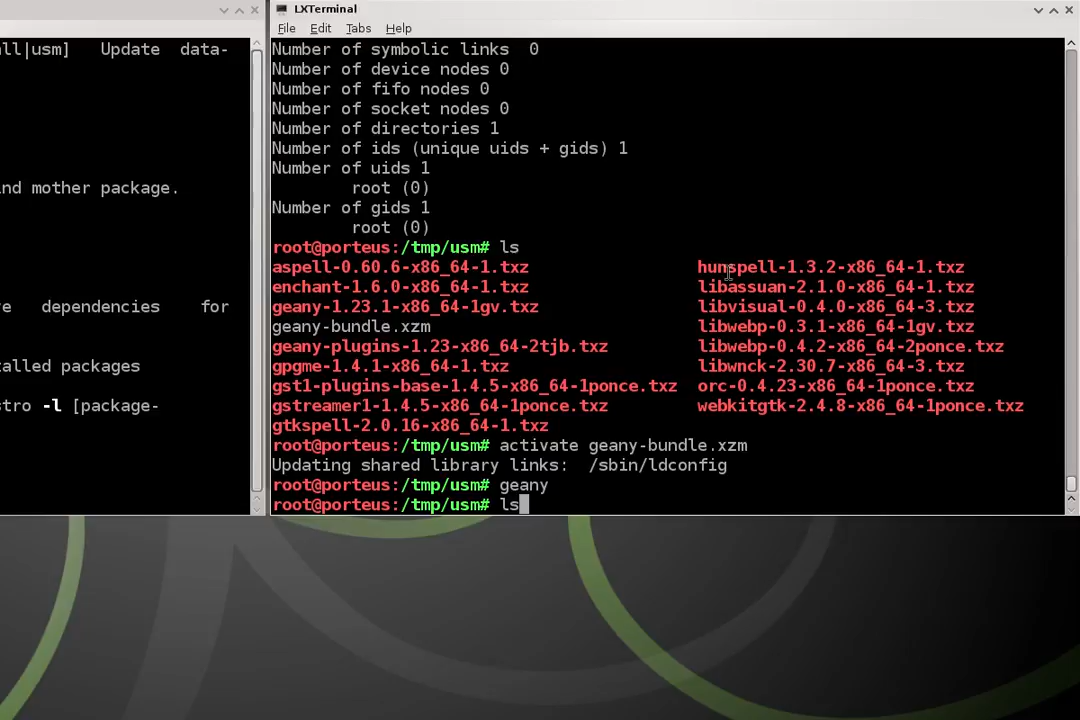 all|usm] Update data-
nd mother package.
e dependencies for
talled packages
stro -l [package-
LXTerminal
File Edit Tabs Help
Number of symbolic links  0
Number of device nodes 0
Number of fifo nodes 0
Number of socket nodes 0
Number of directories 1
Number of ids (unique uids + gids) 1
Number of uids 1
root (0)
Number of gids 1
root (0)
root@porteus:/tmp/usm# ls
aspell-0.60.6-x86_64-1.txz hunspell-1.3.2-x86_64-1.txz
enchant-1.6.0-x86_64-1.txz libassuan-2.1.0-x86_64-1.txz
geany-1.23.1-x86_64-1gv.txz libvisual-0.4.0-x86_64-3.txz
geany-bundle.xzm libwebp-0.3.1-x86_64-1gv.txz
geany-plugins-1.23-x86_64-2tjb.txz libwebp-0.4.2-x86_64-2ponce.txz
gpgme-1.4.1-x86_64-1.txz libwnck-2.30.7-x86_64-3.txz
gst1-plugins-base-1.4.5-x86_64-1ponce.txz orc-0.4.23-x86_64-1ponce.txz
gstreamer1-1.4.5-x86_64-1ponce.txz webkitgtk-2.4.8-x86_64-1ponce.txz
gtkspell-2.0.16-x86_64-1.txz
root@porteus:/tmp/usm# activate geany-bundle.xzm
Updating shared library links:  /sbin/ldconfig
root@porteus:/tmp/usm# geany
root@porteus:/tmp/usm# ls